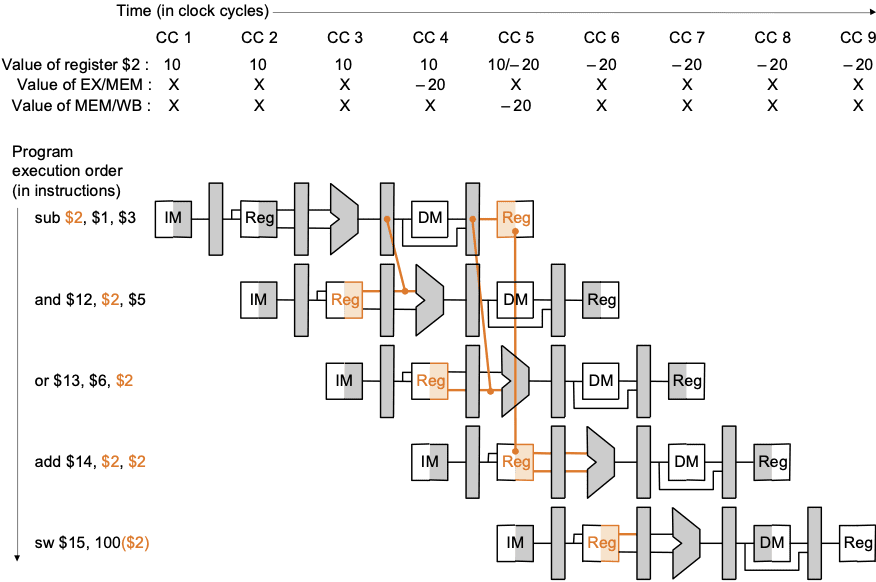 Time (in clock cycles)
CC 1 CC 2 CC 3 CC 4 CC 5 CC 6 CC 7 CC 8 CC 9
Value of register $2 : 10 10 10 10 10/–20 –20 –20 –20 –20
Value of EX/MEM : X X X –20 X X X X X
Value of MEM/WB : X X X X –20 X X X X
Program
execution order
(in instructions)
sub $2, $1, $3 IM Reg DM Reg
and $12, $2, $5 IM Reg DM Reg
or $13, $6, $2 IM Reg DM Reg
add $14, $2, $2 IM Reg DM Reg
sw $15, 100($2) IM Reg DM Reg